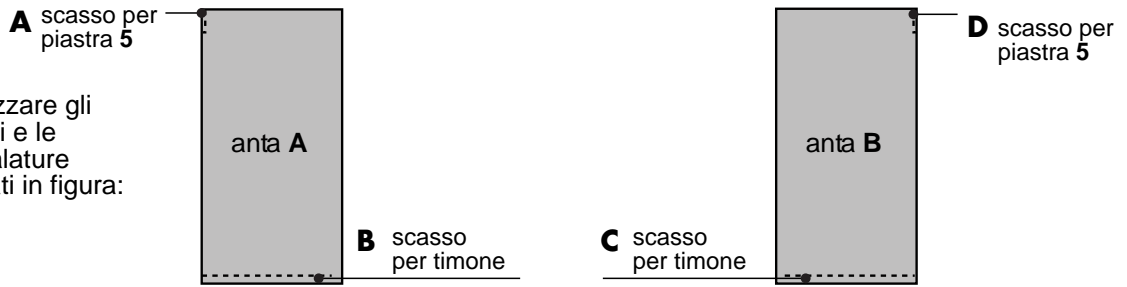 A scasso per
piastra 5
zzare gli
i e le
alature
ti in figura:
anta A
B scasso
per timone
anta B
C scasso
per timone
D scasso per
piastra 5